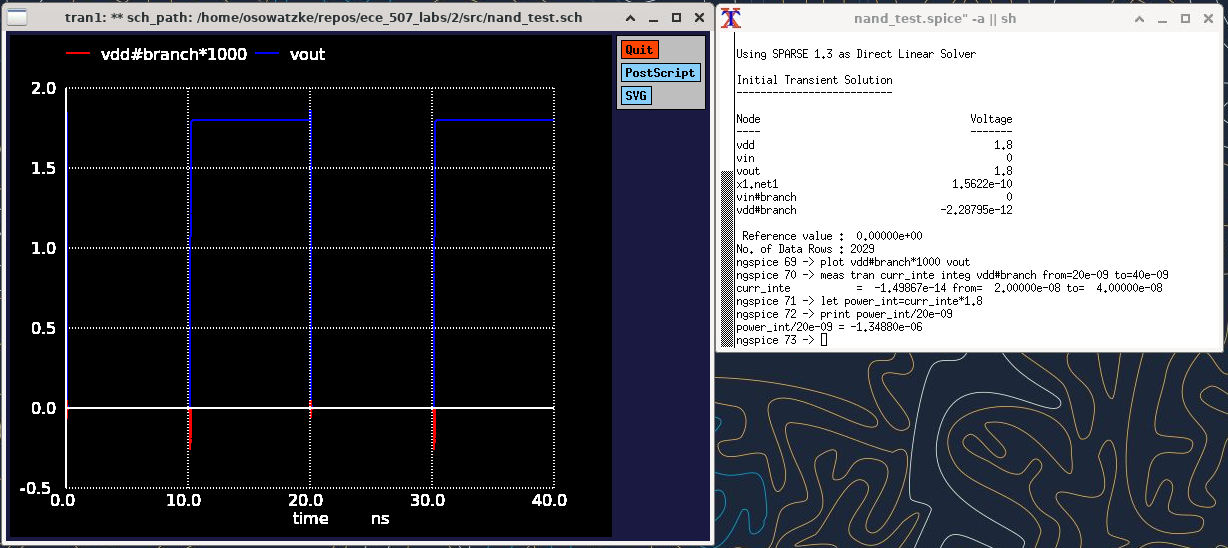 tran1: ** sch_path: /home/osowatzke/repos/ece_507_labs/2/src/nand_test.sch
vdd#branch*1000 vout
Quit
PostScript
SVG
2.0
1.5
1.0
0.5
0.0
-0.5
0.0 10.0 20.0 30.0 40.0
time ns
nand_test.spice" -a || sh
Using SPARSE 1.3 as Direct Linear Solver
Initial Transient Solution
--------------------------
Node Voltage
---- -------
vdd 1.8
vin 0
vout 1.8
x1.net1 1.5622e-10
vin#branch 0
vdd#branch -2.28795e-12
Reference value : 0.00000e+00
No. of Data Rows : 2029
ngspice 69 -> plot vdd#branch*1000 vout
ngspice 70 -> meas tran curr_inte integ vdd#branch from=20e-09 to=40e-09
curr_inte = -1.49867e-14 from= 2.00000e-08 to= 4.00000e-08
ngspice 71 -> let power_int=curr_inte*1.8
ngspice 72 -> print power_int/20e-09
power_int/20e-09 = -1.34880e-06
ngspice 73 ->